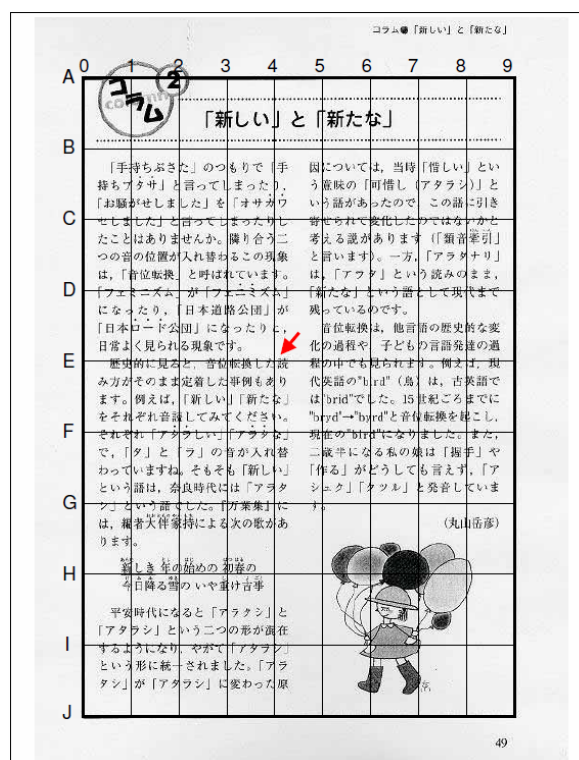 コラム❷「新しい」と「新たな」
0 1 2 3 4 5 6 7 8 9
A
B
C
D
E
F
G
H
I
J
コラム
2
「新しい」と「新たな」
「手持ちぶさた」のつもりで「手
持ちブタサ」と言ってしまったり，
「お騒がせしました」を「オサガワ
せしました」と言ってしまったりし
たことはありませんか。隣り合う二
つの音の位置が入れ替わるこの現象
は，「音位転換」と呼ばれています。
「フェミニズム」が「フェニミズム」
になったり，「日本道路公団」が
「日本ロード公団」になったりと，
日常よく見られる現象です。
歴史的に見ると，音位転換した読
み方がそのまま定着した事例もあり
ます。例えば，「新しい」「新たな」
をそれぞれ音読してみてください。
それぞれ「アタラしい」「アラタな」
で，「タ」と「ラ」の音が入れ替
わっていますね。そもそも「新しい」
という語は，奈良時代には「アラタ
シ」という語でした。『万葉集』に
は，編者大伴家持による次の歌があ
ります。
新しき 年の始めの 初春の
今日降る雪の いや重け吉事
平安時代になると「アラタシ」と
「アタラシ」という二つの形が混在
するようになり，やがて「アタラシ」
という形に統一されました。「アラ
タシ」が「アタラシ」に変わった原
因については，当時「惜しい」とい
う意味の「可惜し（アタラシ）」と
いう語があったので，この語に引き
寄せられて変化したのではないかと
考える説があります（「類音牽引」
と言います）。一方，「アラタナリ」
は，「アラタ」という読みのまま，
「新たな」という語として現代まで
残っているのです。
音位転換は，他言語の歴史的な変
化の過程や，子どもの言語発達の過
程の中でも見られます。例えば，現
代英語の"bird"（鳥）は，古英語で
は"brid"でした。15世紀ごろまでに
"bryd"→"byrd"と音位転換を起こし，
現在の"bird"になりました。また，
二歳半になる私の娘は「握手」や
「作る」がどうしても言えず，「ア
シュク」「タツル」と発音していま
す。
（丸山岳彦）
49